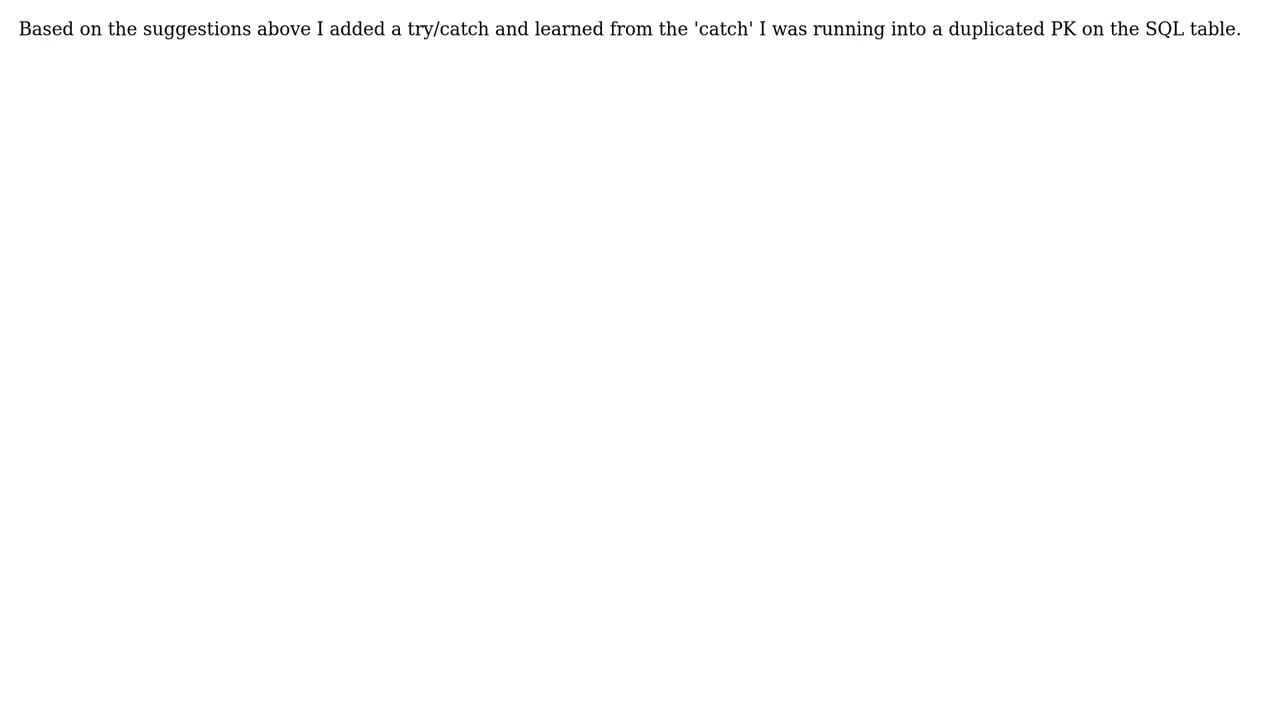 Based on the suggestions above I added a try/catch and learned from the 'catch' I was running into a duplicated PK on the SQL table.